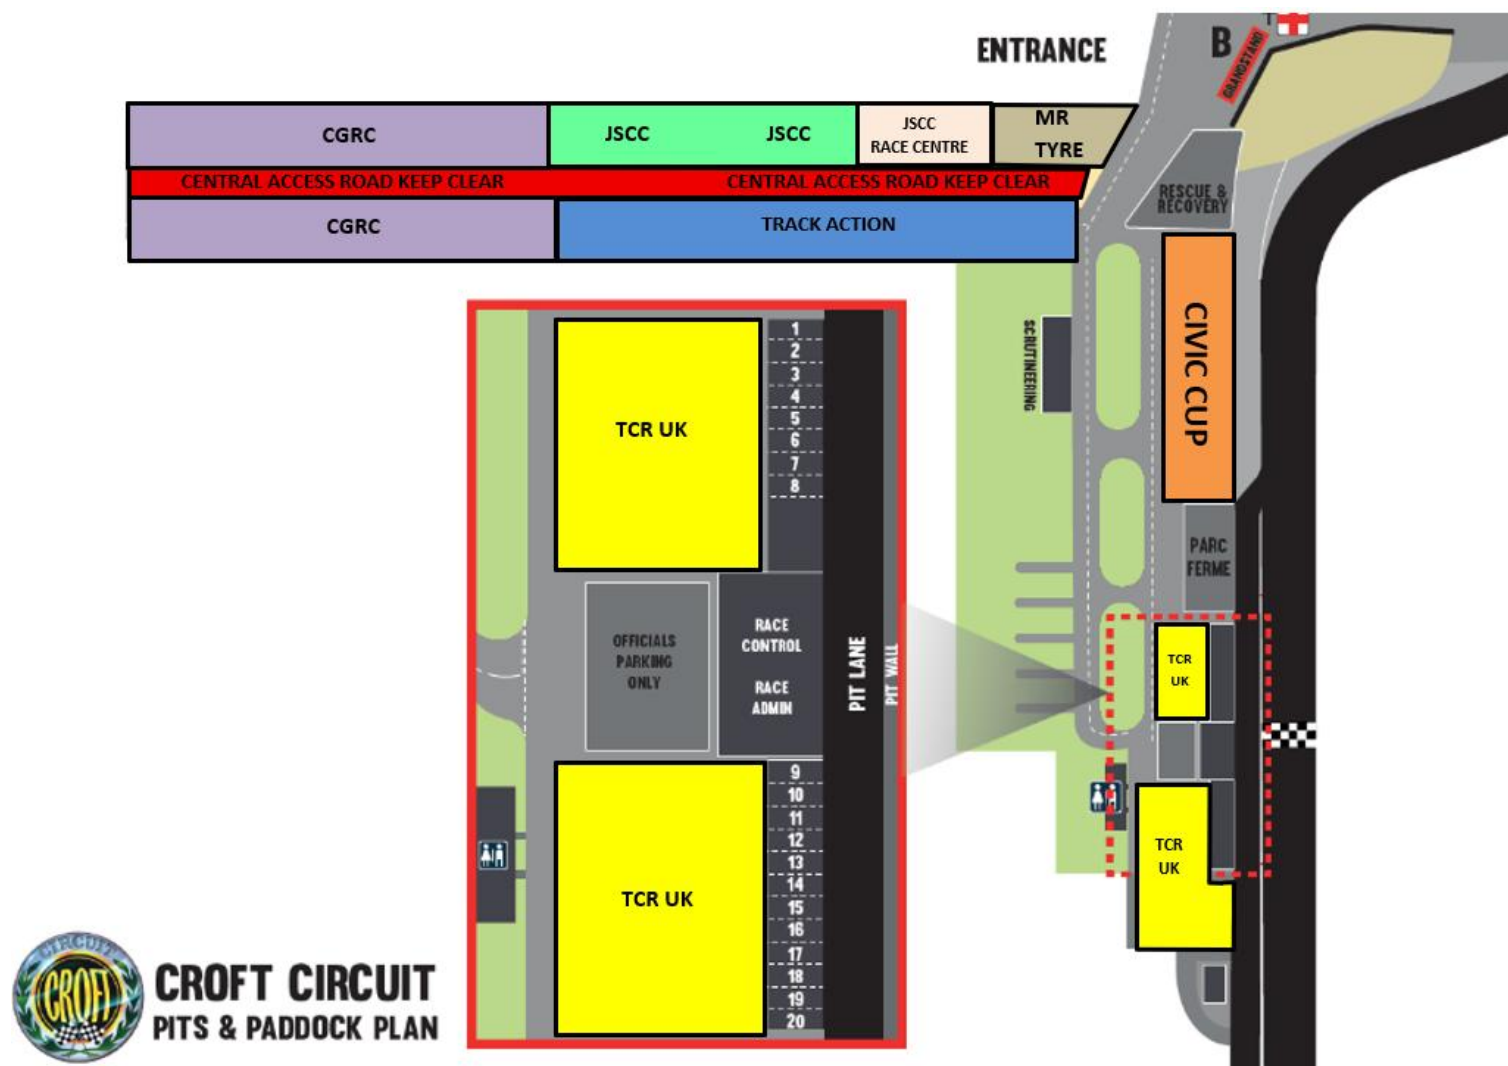 ENTRANCE
B
T
GRANDSTAND
CGRC
JSCC
JSCC
JSCC
RACE CENTRE
MR
TYRE
CENTRAL ACCESS ROAD KEEP CLEAR
CENTRAL ACCESS ROAD KEEP CLEAR
CGRC
TRACK ACTION
RESCUE &
RECOVERY
CIVIC CUP
SCRUTINEERING
PARC
FERME
TCR
UK
TCR
UK
TCR UK
1
2
3
4
5
6
7
8
OFFICIALS
PARKING
ONLY
RACE
CONTROL
RACE
ADMIN
PIT LANE
PIT WALL
TCR UK
9
10
11
12
13
14
15
16
17
18
19
20
CIRCUIT
CROFT
CROFT CIRCUIT
PITS & PADDOCK PLAN